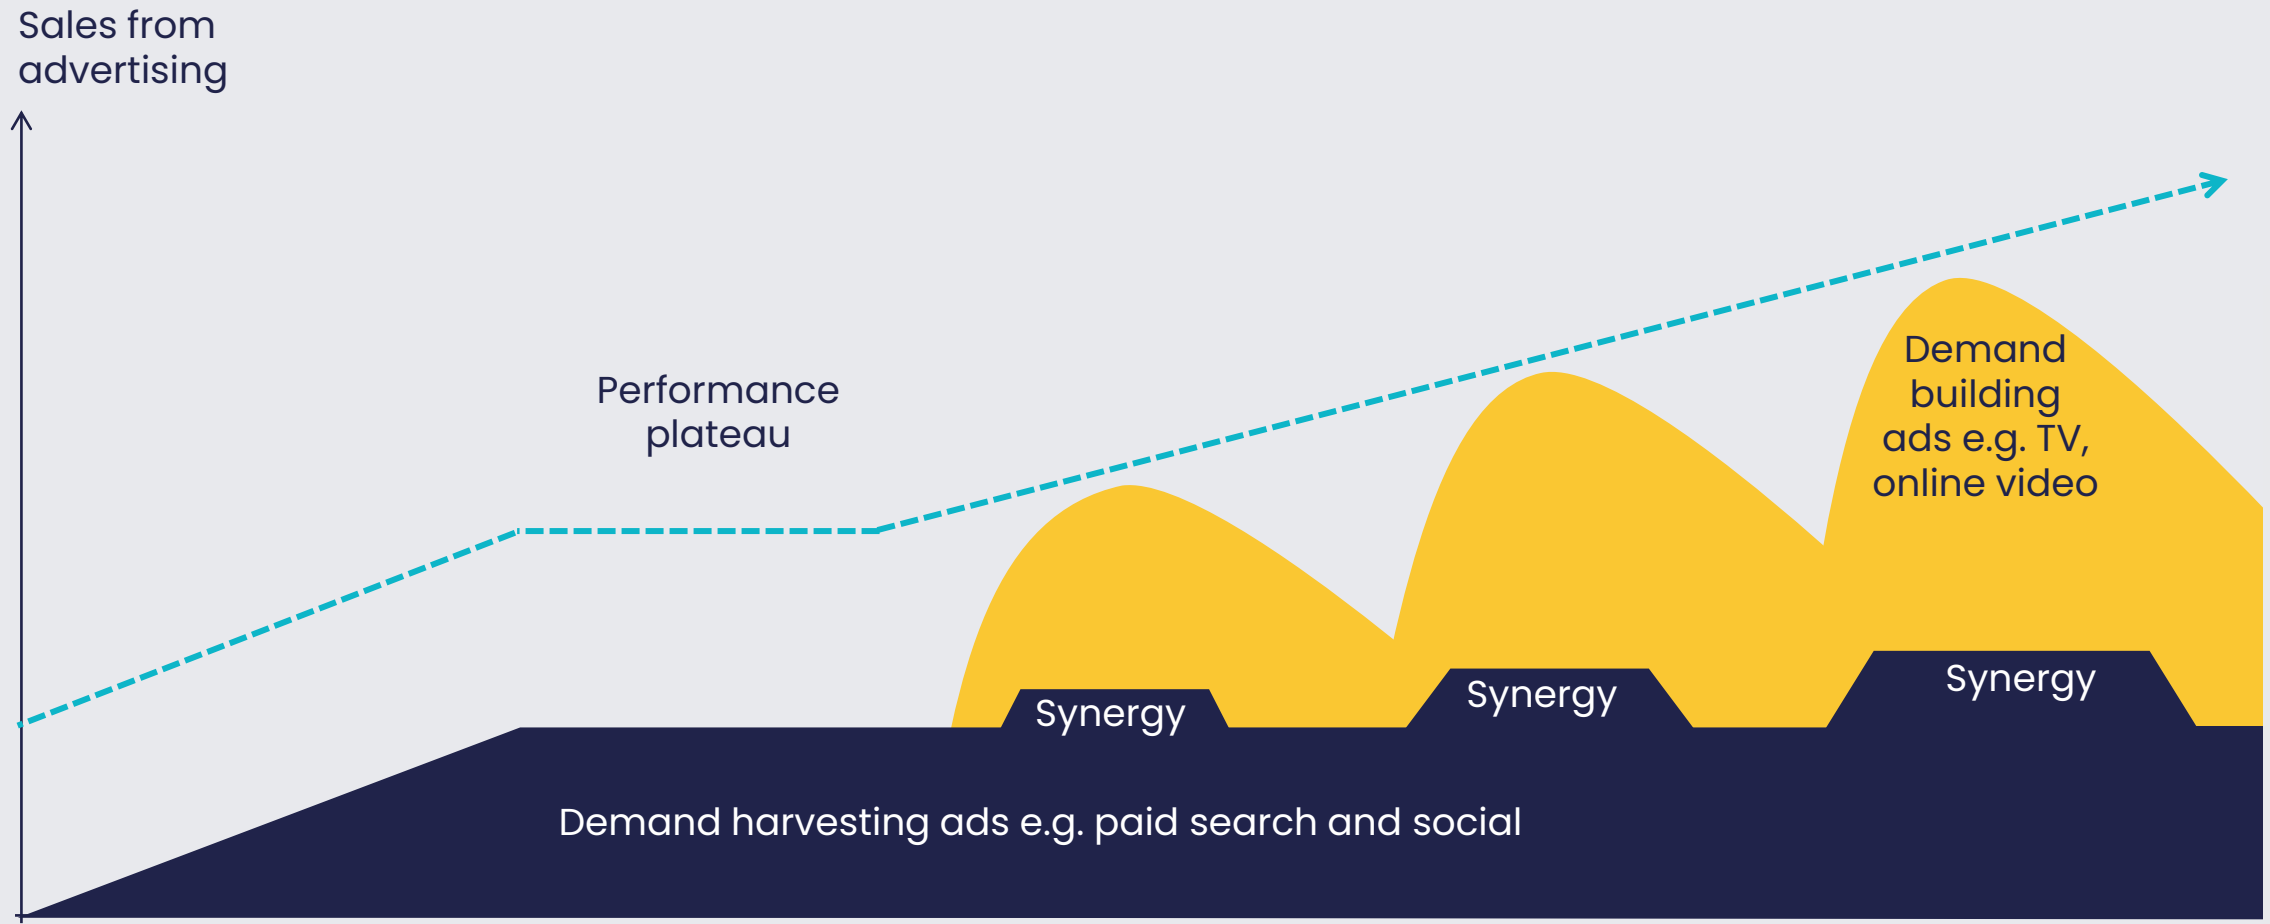 Sales from
advertising
Performance
plateau
Demand
building
ads e.g. TV,
online video
Synergy
Synergy
Synergy
Demand harvesting ads e.g. paid search and social